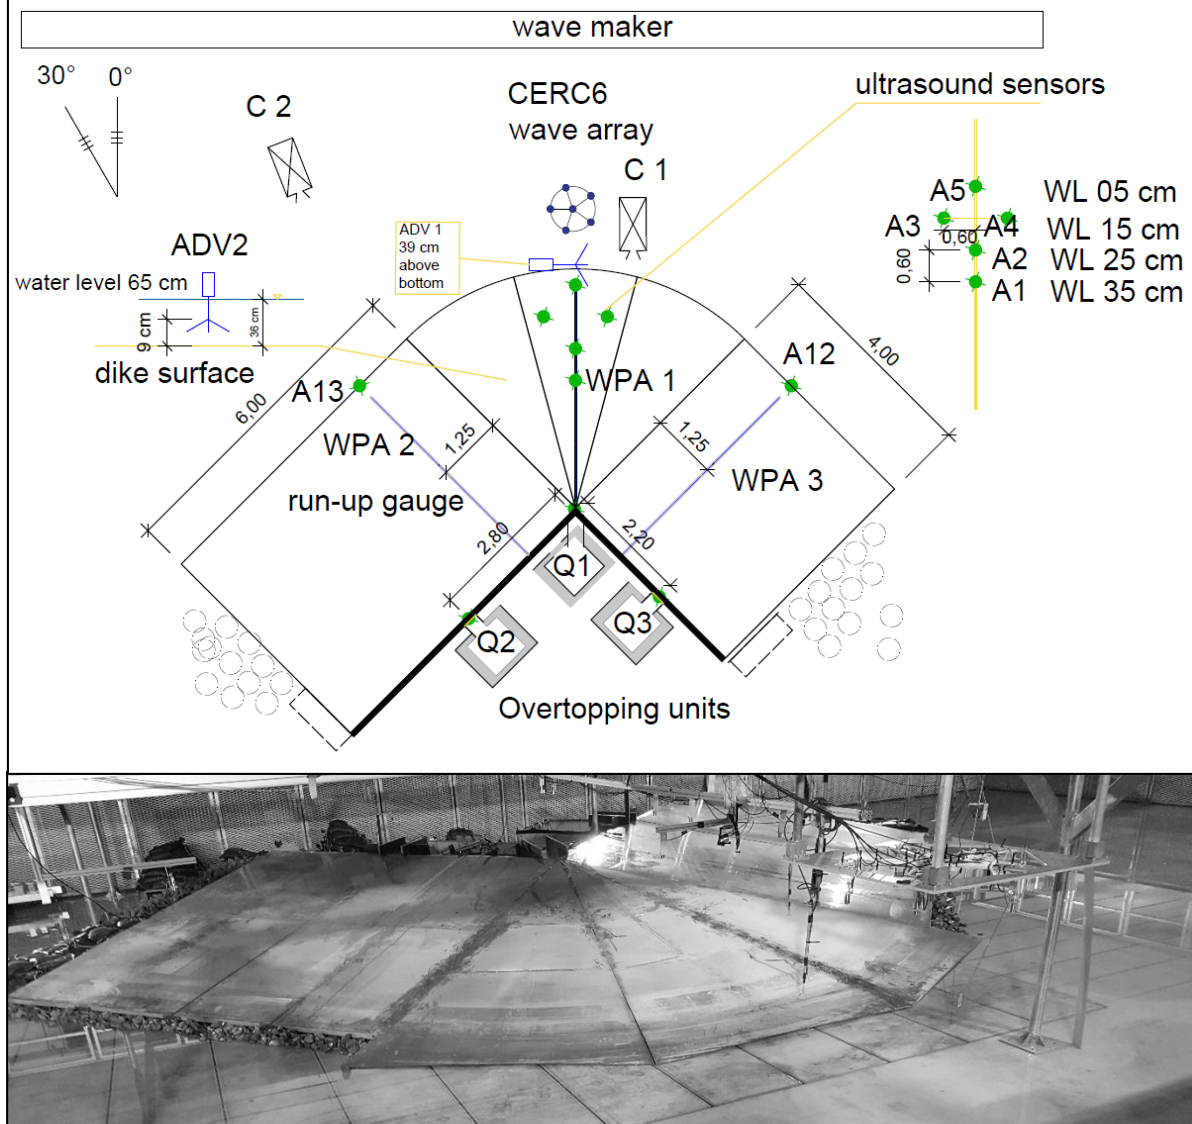 wave maker
30°
0°
C 2
CERC6
wave array
C 1
ultrasound sensors
A5
WL 05 cm
A3
A4
WL 15 cm
0,60
0,60
A2
WL 25 cm
A1
WL 35 cm
ADV 1
39 cm
above
bottom
ADV2
water level 65 cm
9 cm
36 cm
dike surface
6,00
4,00
A13
A12
WPA 1
WPA 2
1,25
1,25
WPA 3
run-up gauge
2,80
2,20
Q1
Q2
Q3
Overtopping units